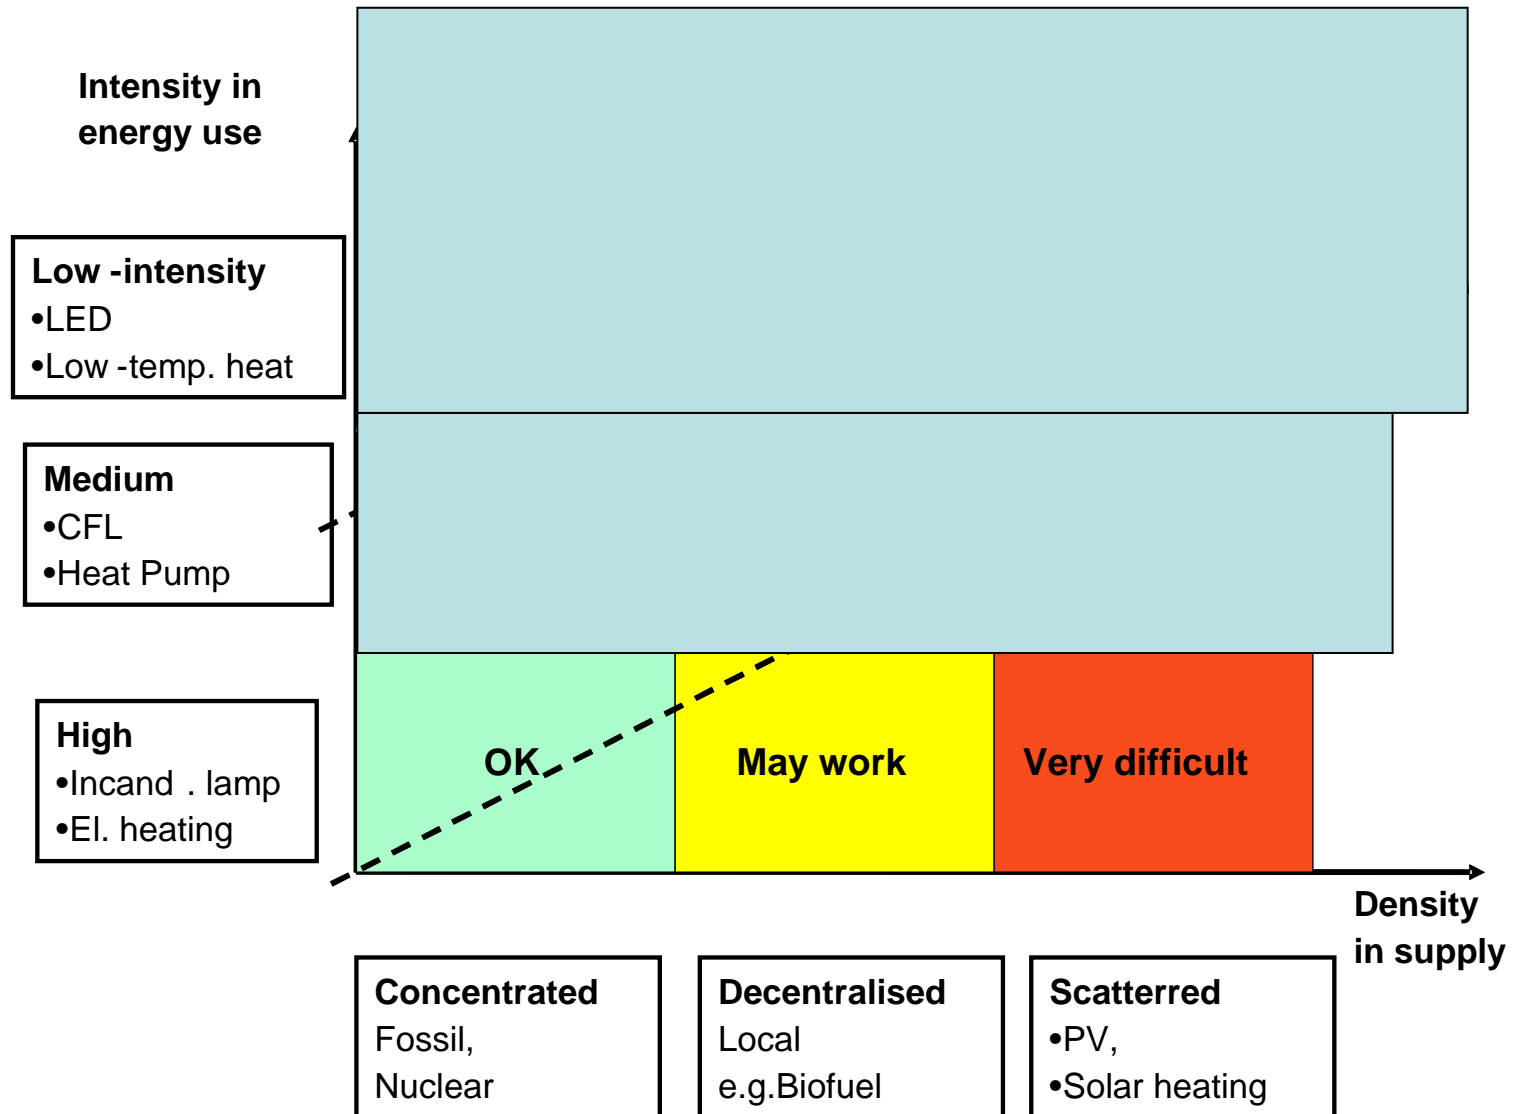 Intensity in
energy use
Low -intensity
•LED
•Low -temp. heat
Medium
•CFL
•Heat Pump
High
•Incand . lamp
•El. heating
OK
May work
Very difficult
Density
in supply
Concentrated
Fossil,
Nuclear
Decentralised
Local
e.g.Biofuel
Scatterred
•PV,
•Solar heating